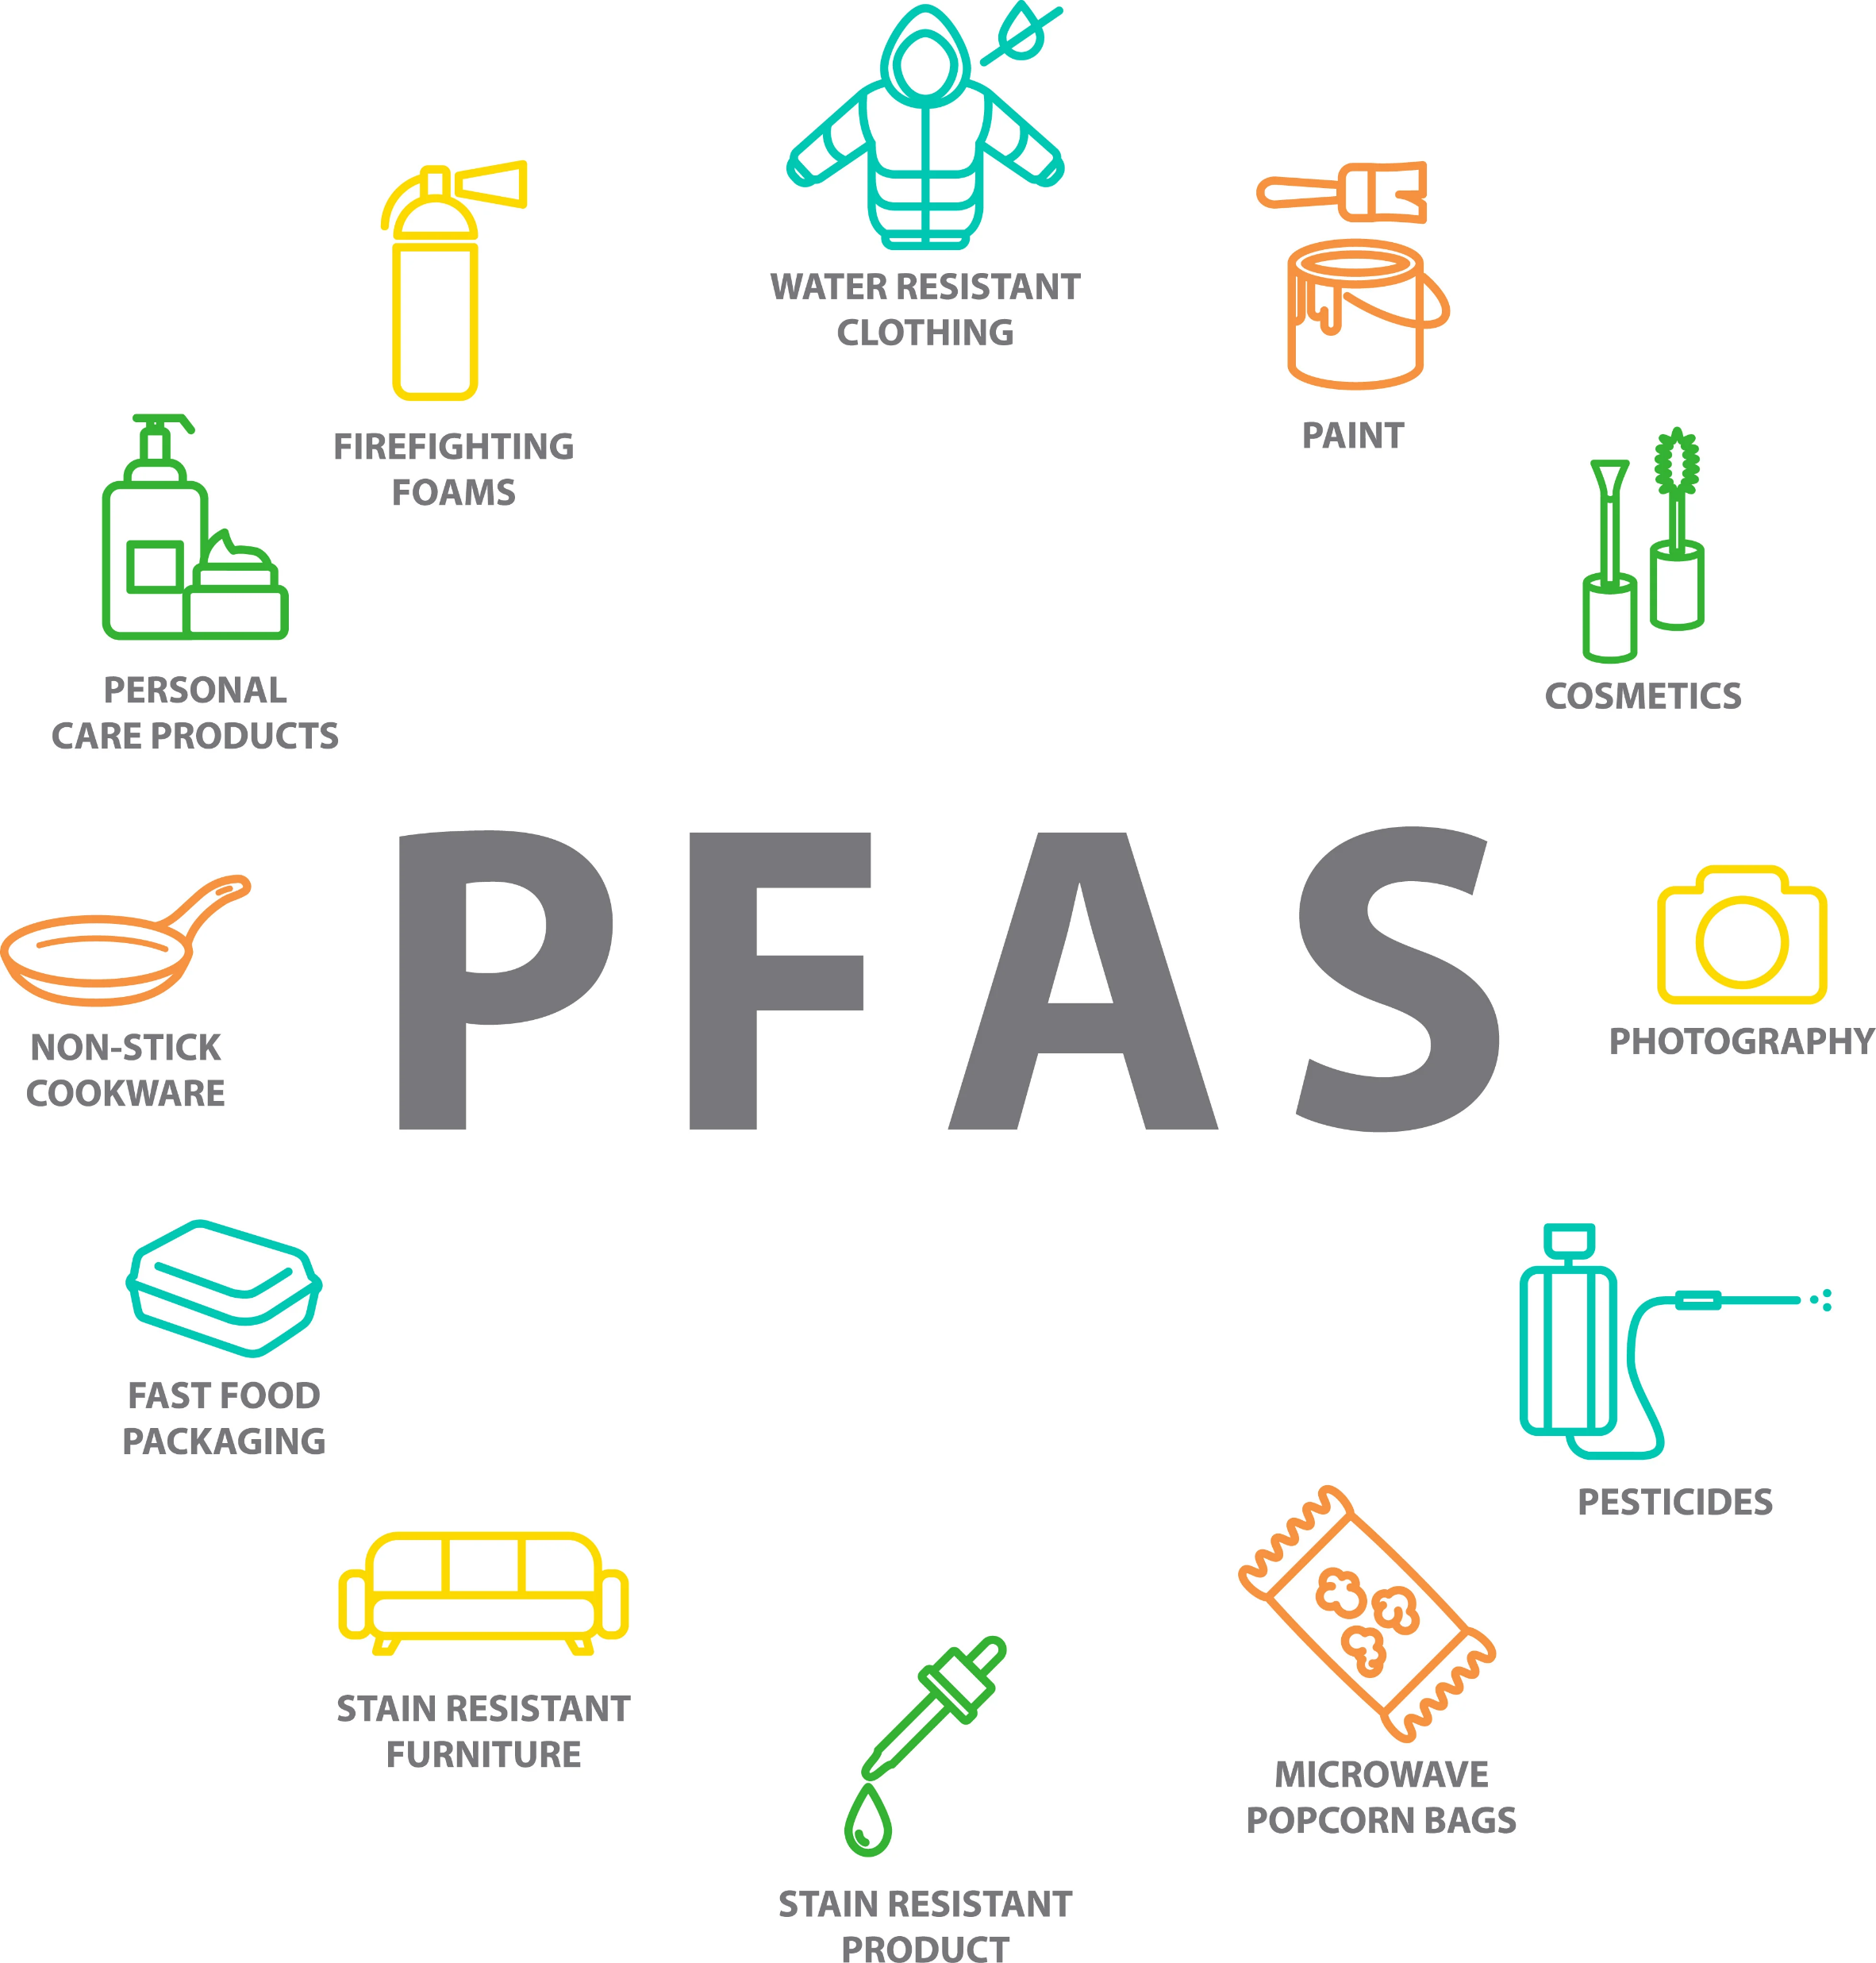 WATER RESISTANT
CLOTHING
PAINT
FIREFIGHTING
FOAMS
COSMETICS
PERSONAL
CARE PRODUCTS
PFAS
PHOTOGRAPHY
NON-STICK
COOKWARE
FAST FOOD
PACKAGING
PESTICIDES
STAIN RESISTANT
FURNITURE
MICROWAVE
POPCORN BAGS
STAIN RESISTANT
PRODUCT